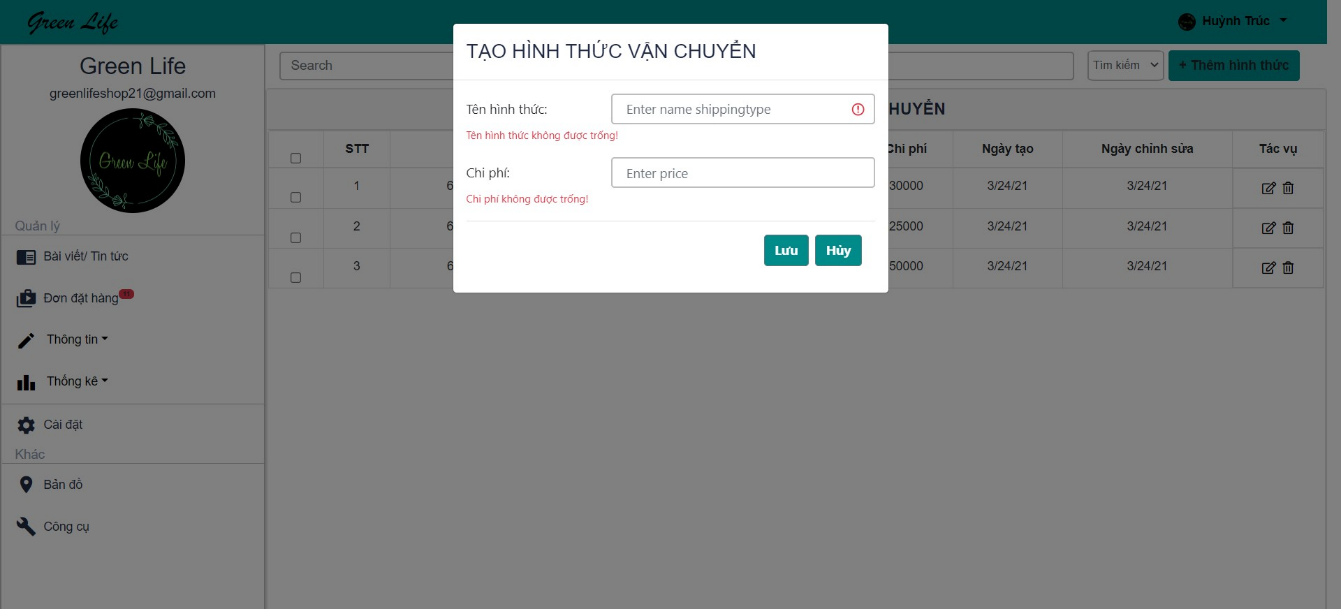 Green Life
Huỳnh Trúc
Green Life
greenlifeshop21@gmail.com
Green Life
Quản lý
Bài viết/ Tin tức
Đơn đặt hàng
Thông tin
Thống kê
Cài đặt
Khác
Bản đồ
Công cụ
Search
Tìm kiếm
+ Thêm hình thức
HUYỂN
STT
Chi phí
Ngày tạo
Ngày chỉnh sửa
Tác vụ
1 6 30000 3/24/21 3/24/21
2 6 25000 3/24/21 3/24/21
3 6 50000 3/24/21 3/24/21
TẠO HÌNH THỨC VẬN CHUYỂN
Tên hình thức:
Enter name shippingtype
Tên hình thức không được trống!
Chi phí:
Enter price
Chi phí không được trống!
Lưu
Hủy